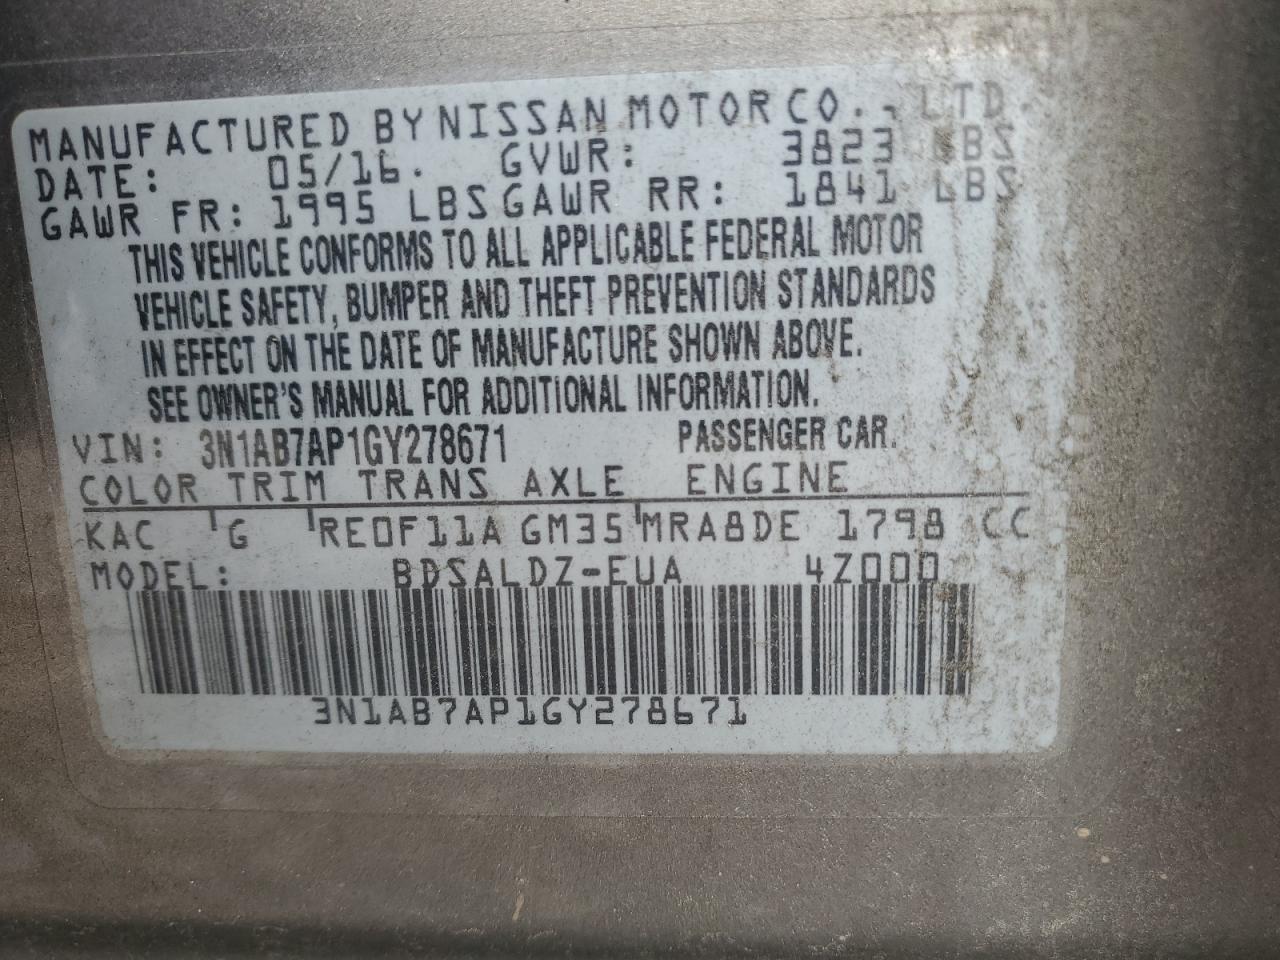 MANUFACTURED BY NISSAN MOTOR CO., LTD.
DATE: 05/16. GVWR: 3823 LBS
GAWR FR: 1995 LBS GAWR RR: 1841 LBS
THIS VEHICLE CONFORMS TO ALL APPLICABLE FEDERAL MOTOR
VEHICLE SAFETY, BUMPER AND THEFT PREVENTION STANDARDS
IN EFFECT ON THE DATE OF MANUFACTURE SHOWN ABOVE.
SEE OWNER'S MANUAL FOR ADDITIONAL INFORMATION.
VIN: 3N1AB7AP1GY278671 PASSENGER CAR.
COLOR TRIM TRANS AXLE ENGINE
KAC G RE0F11A GM35 MRA8DE 1798 CC
MODEL: BDSALDZ-EUA 4Z000
3N1AB7AP1GY278671